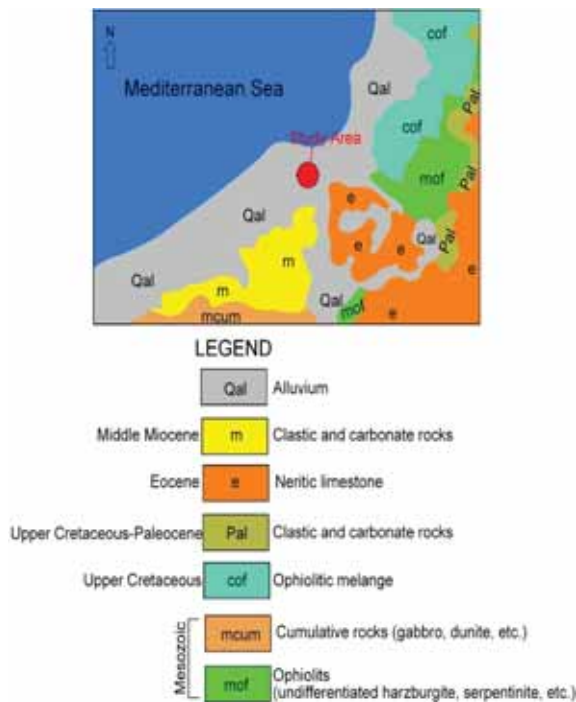 N
cof
Pal
Mediterranean Sea
Qal
Study Area
cof
mof
Pal
e
Qal
e
e
e
Qal
Pal
m
Qal
m
Qal
mof
e
e
mcum
LEGEND
Qal Alluvium
Middle Miocene m Clastic and carbonate rocks
Eocene e Neritic limestone
Upper Cretaceous-Paleocene Pal Clastic and carbonate rocks
Upper Cretaceous cof Ophiolitic melange
Mesozoic
mcum Cumulative rocks (gabbro, dunite, etc.)
mof Ophiolits
(undifferentiated harzburgite, serpentinite, etc.)